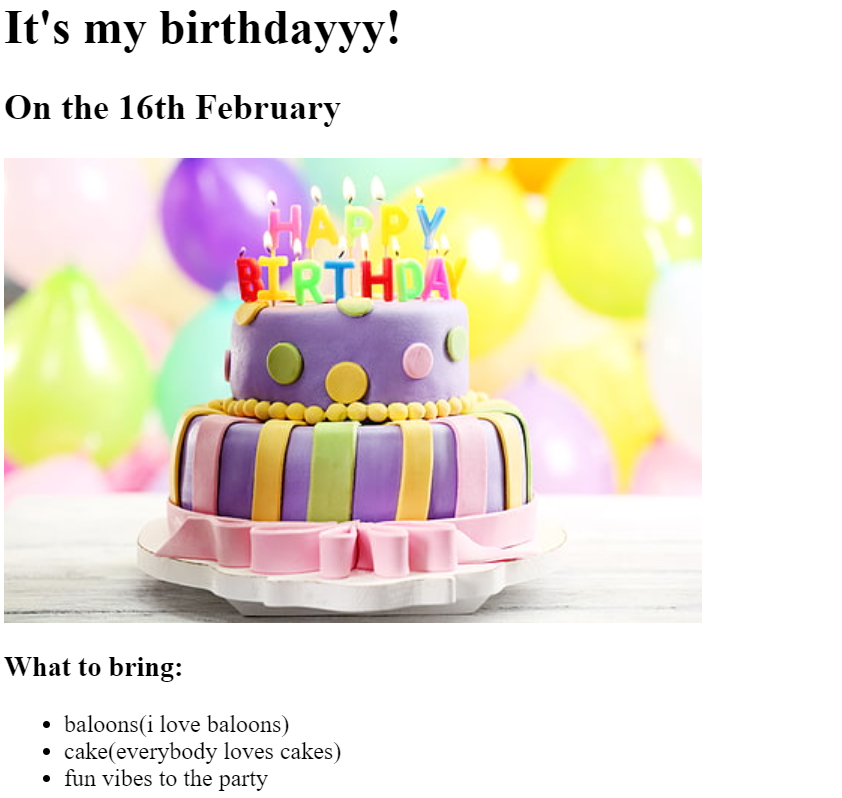 It's my birthdayyy!
On the 16th February
HAPPY
BIRTHDAY
What to bring:
baloons(i love baloons)
cake(everybody loves cakes)
fun vibes to the party